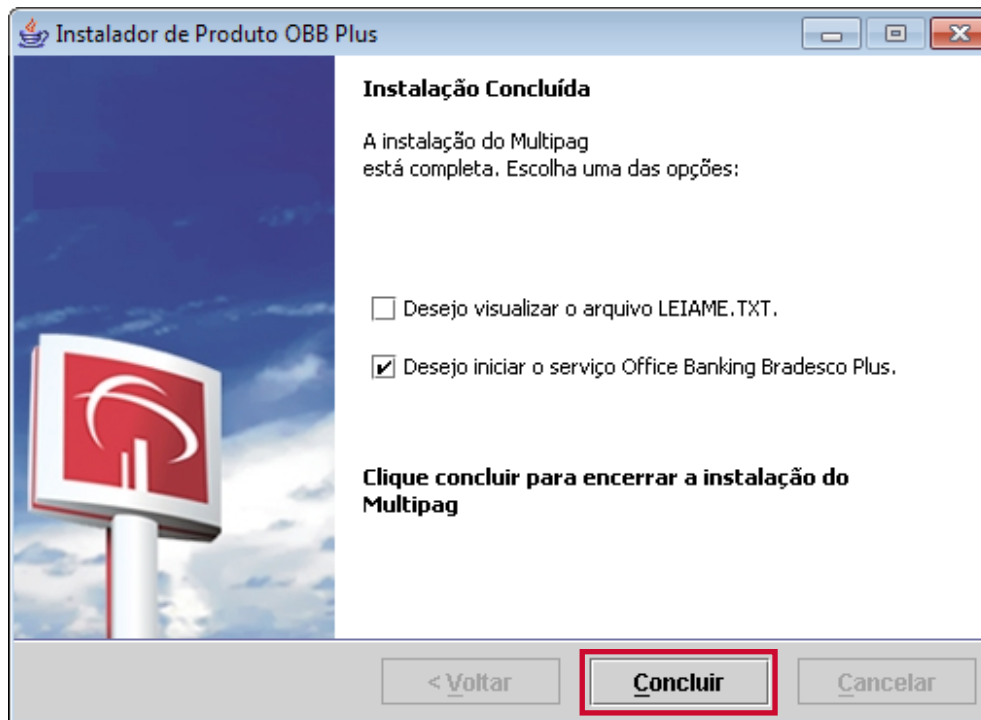 Instalador de Produto OBB Plus
Instalação Concluída
A instalação do Multipag
está completa. Escolha uma das opções:
Desejo visualizar o arquivo LEIAME.TXT.
Desejo iniciar o serviço Office Banking Bradesco Plus.
Clique concluir para encerrar a instalação do
Multipag
< Voltar
Concluir
Cancelar